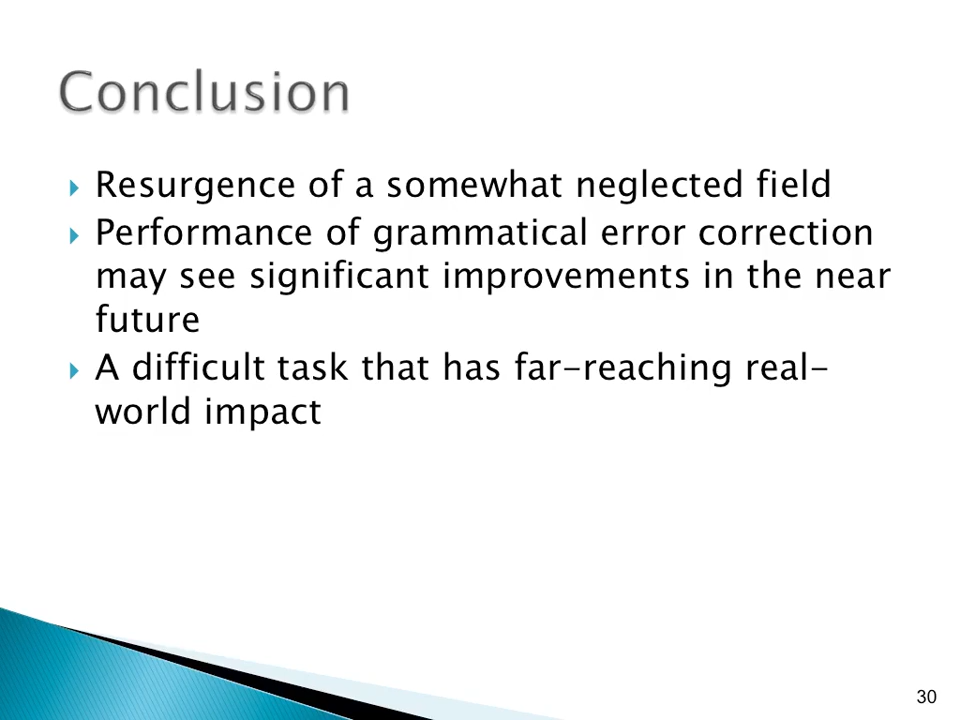 Conclusion
Resurgence of a somewhat neglected field
Performance of grammatical error correction
may see significant improvements in the near
future
A difficult task that has far-reaching real-
world impact
30